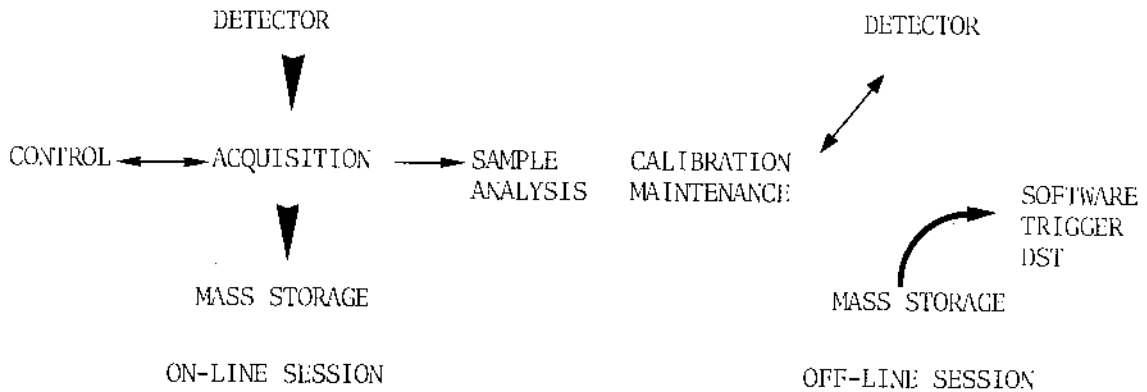 DETECTOR
CONTROL
ACQUISITION
SAMPLE
ANALYSIS
MASS STORAGE
ON-LINE SESSION
DETECTOR
CALIBRATION
MAINTENANCE
SOFTWARE
TRIGGER
DST
MASS STORAGE
OFF-LINE SESSION